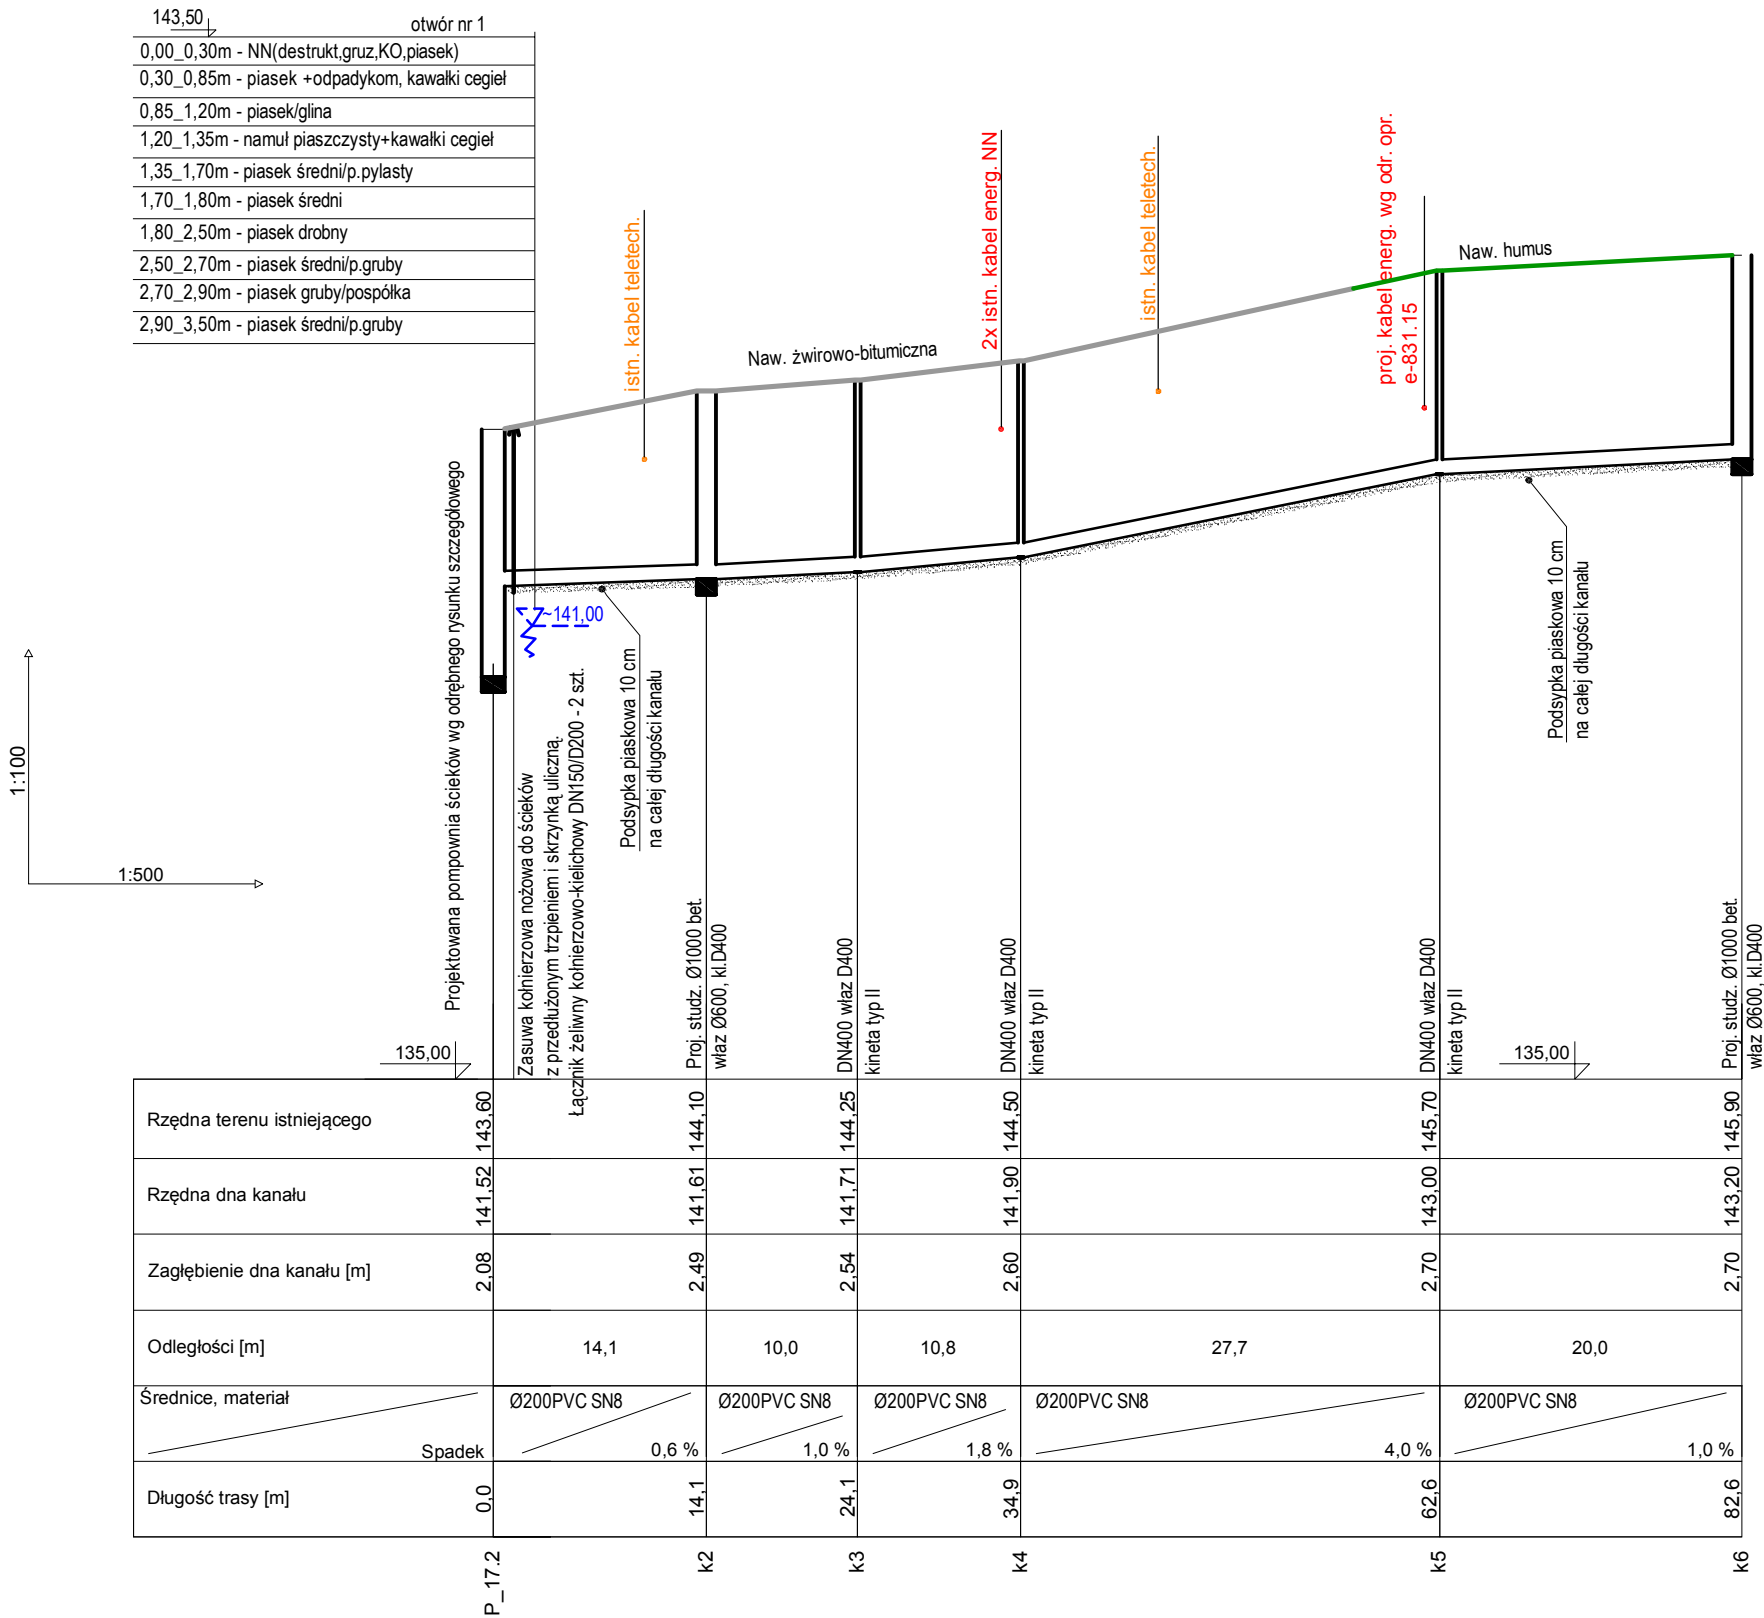 143,50
otwór nr 1
0,00_0,30m - NN(destrukt,gruz,KO,piasek)
0,30_0,85m - piasek +odpadykom, kawałki cegieł
0,85_1,20m - piasek/glina
1,20_1,35m - namuł piaszczysty+kawałki cegieł
1,35_1,70m - piasek średni/p.pylasty
1,70_1,80m - piasek średni
1,80_2,50m - piasek drobny
2,50_2,70m - piasek średni/p.gruby
2,70_2,90m - piasek gruby/pospółka
2,90_3,50m - piasek średni/p.gruby
istn. kabel teletech.
Naw. żwirowo-bitumiczna
2x istn. kabel energ. NN
istn. kabel teletech.
proj. kabel energ. wg odr. opr.
e-831.15
Naw. humus
1:100
1:500
Projektowana pompownia ścieków wg odrębnego rysunku szczegółowego
~141,00
Zasuwa kołnierzowa nożowa do ścieków
z przedłużonym trzpieniem i skrzynką uliczną.
Łącznik żeliwny kołnierzowo-kielichowy DN150/D200 - 2 szt.
Podsypka piaskowa 10 cm
na całej długości kanału
Proj. studz. Ø1000 bet.
właz Ø600, kl.D400
DN400 właz D400
kineta typ II
DN400 właz D400
kineta typ II
DN400 właz D400
kineta typ II
Podsypka piaskowa 10 cm
na całej długości kanału
Proj. studz. Ø1000 bet.
właz Ø600, kl.D400
135,00
135,00
Rzędna terenu istniejącego 143,60 144,10 144,25 144,50 145,70 145,90
Rzędna dna kanału 141,52 141,61 141,71 141,90 143,00 143,20
Zagłębienie dna kanału [m] 2,08 2,49 2,54 2,60 2,70 2,70
Odległości [m] 14,1 10,0 10,8 27,7 20,0
Średnice, materiał Ø200PVC SN8 Ø200PVC SN8 Ø200PVC SN8 Ø200PVC SN8 Ø200PVC SN8
Spadek 0,6 % 1,0 % 1,8 % 4,0 % 1,0 %
Długość trasy [m] 0,0 14,1 24,1 34,9 62,6 82,6
P_17.2 k2 k3 k4 k5 k6